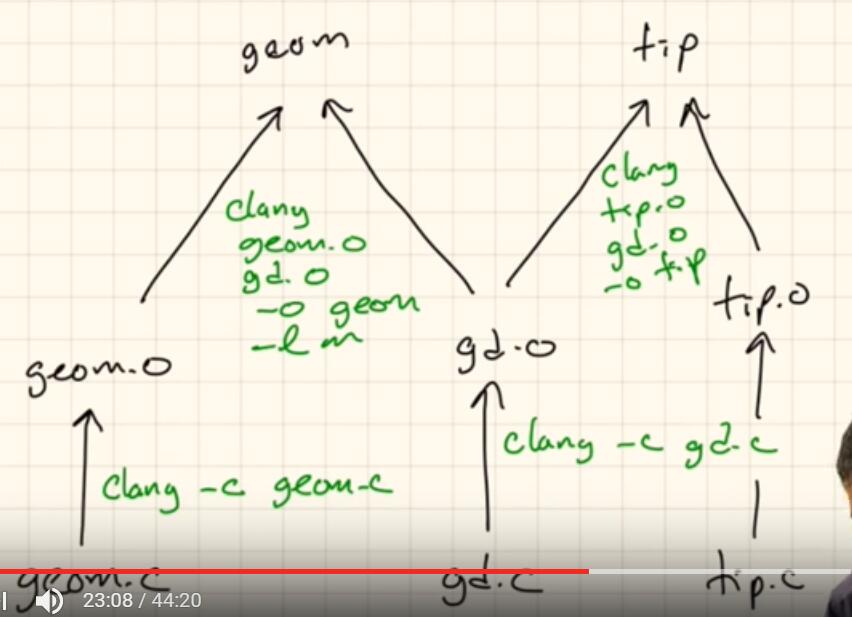 geom
tip
clang
geom.o
gd.o
-o geom
-lm
clang
tip.o
gd.o
-o tip
geom.o
gd.o
tip.o
clang -c geom.c
clang -c gd.c
geom.c
gd.c
tip.c
23:08 / 44:20